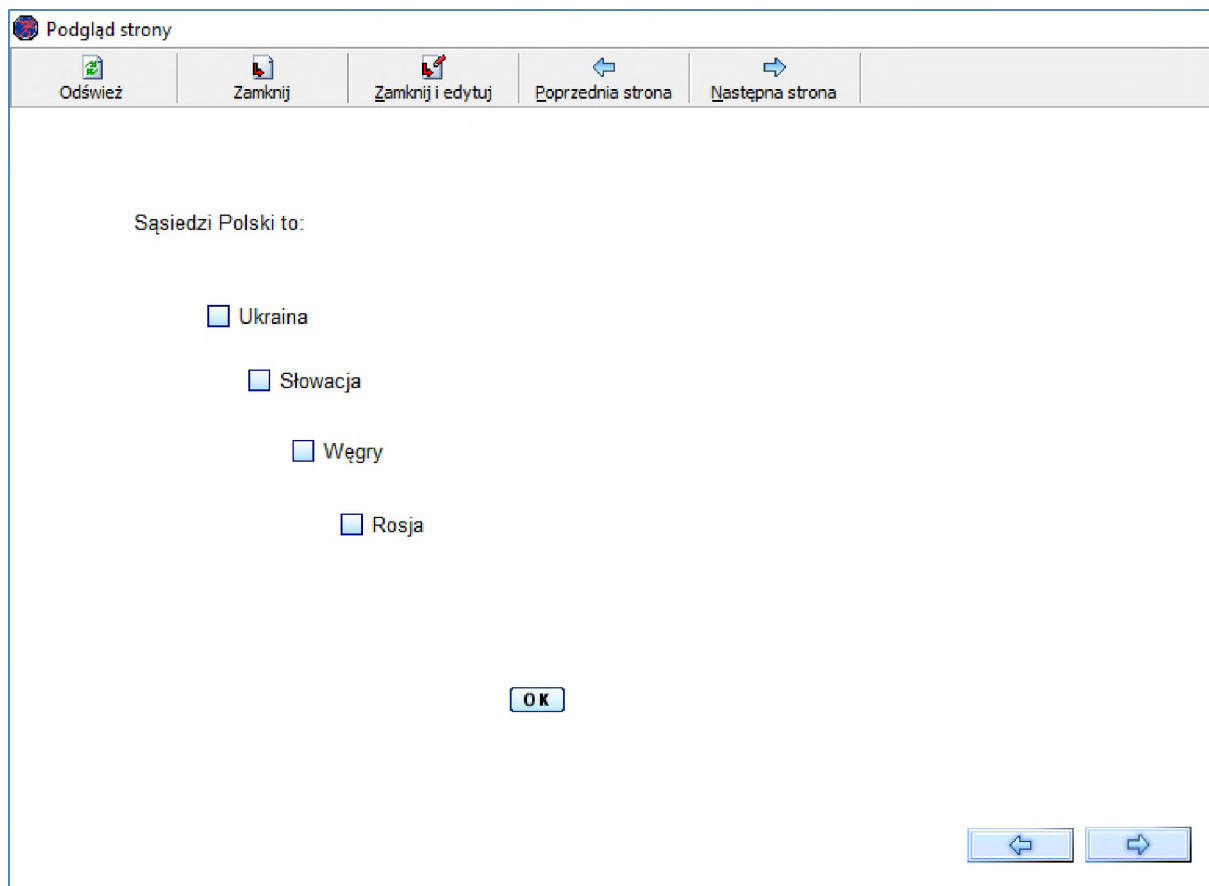 Podgląd strony
Odśwież Zamknij Zamknij i edytuj Poprzednia strona Następna strona
Sąsiedzi Polski to:
Ukraina
Słowacja
Węgry
Rosja
OK